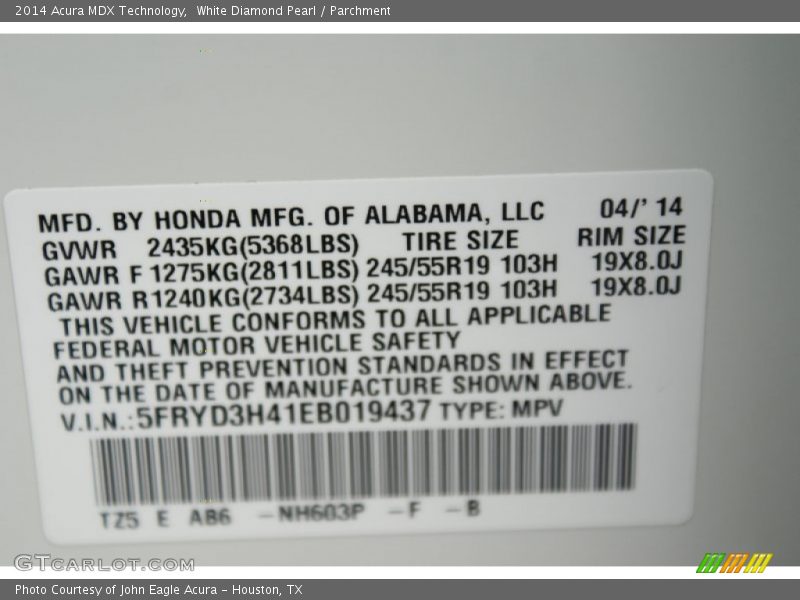 2014 Acura MDX Technology,  White Diamond Pearl / Parchment
MFD. BY HONDA MFG. OF ALABAMA, LLC 04/' 14
GVWR 2435KG(5368LBS) TIRE SIZE RIM SIZE
GAWR F 1275KG(2811LBS) 245/55R19 103H 19X8.0J
GAWR R 1240KG(2734LBS) 245/55R19 103H 19X8.0J
THIS VEHICLE CONFORMS TO ALL APPLICABLE
FEDERAL MOTOR VEHICLE SAFETY
AND THEFT PREVENTION STANDARDS IN EFFECT
ON THE DATE OF MANUFACTURE SHOWN ABOVE.
V.I.N.:5FRYD3H41EB019437 TYPE: MPV
TZ5 E AB6 -NH603P -F -B
GTcarlot.com
Photo Courtesy of John Eagle Acura - Houston, TX